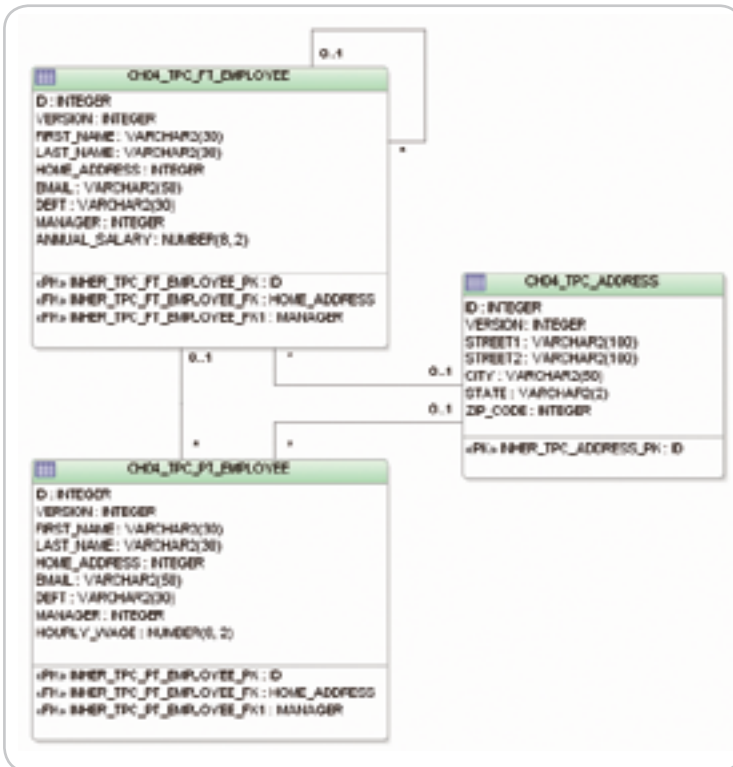 0..1
CH04_TPC_FT_EMPLOYEE
ID : INTEGER
VERSION : INTEGER
FIRST_NAME : VARCHAR2(30)
LAST_NAME : VARCHAR2(30)
HOME_ADDRESS : INTEGER
EMAIL : VARCHAR2(50)
DEPT : VARCHAR2(30)
MANAGER : INTEGER
ANNUAL_SALARY : NUMBER(8, 2)
*
«PK» INHER_TPC_FT_EMPLOYEE_PK : ID
«FK» INHER_TPC_FT_EMPLOYEE_FK : HOME_ADDRESS
«FK» INHER_TPC_FT_EMPLOYEE_FK1 : MANAGER
CH04_TPC_ADDRESS
ID : INTEGER
VERSION : INTEGER
STREET1 : VARCHAR2(100)
STREET2 : VARCHAR2(100)
CITY : VARCHAR2(50)
STATE : VARCHAR2(2)
ZIP_CODE : INTEGER
«PK» INHER_TPC_ADDRESS_PK : ID
0..1
*
0..1
0..1
*
*
CH04_TPC_PT_EMPLOYEE
ID : INTEGER
VERSION : INTEGER
FIRST_NAME : VARCHAR2(30)
LAST_NAME : VARCHAR2(30)
HOME_ADDRESS : INTEGER
EMAIL : VARCHAR2(50)
DEPT : VARCHAR2(30)
MANAGER : INTEGER
HOURLY_WAGE : NUMBER(8, 2)
«PK» INHER_TPC_PT_EMPLOYEE_PK : ID
«FK» INHER_TPC_PT_EMPLOYEE_FK : HOME_ADDRESS
«FK» INHER_TPC_PT_EMPLOYEE_FK1 : MANAGER